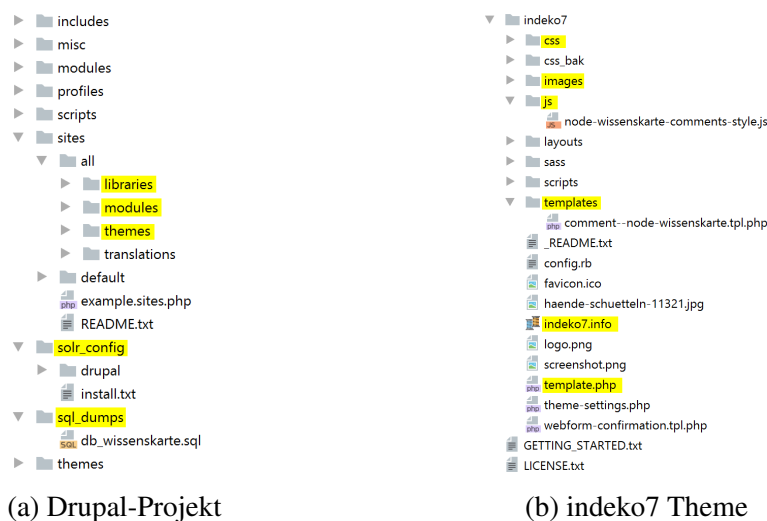 includes
misc
modules
profiles
scripts
sites
all
libraries
modules
themes
translations
default
example.sites.php
README.txt
solr_config
drupal
install.txt
sql_dumps
db_wissenskarte.sql
themes
(a) Drupal-Projekt
indeko7
css
css_bak
images
js
node-wissenskarte-comments-style.js
layouts
sass
scripts
templates
comment--node-wissenskarte.tpl.php
_README.txt
config.rb
favicon.ico
haende-schuetteln-11321.jpg
indeko7.info
logo.png
screenshot.png
template.php
theme-settings.php
webform-confirmation.tpl.php
GETTING_STARTED.txt
LICENSE.txt
(b) indeko7 Theme